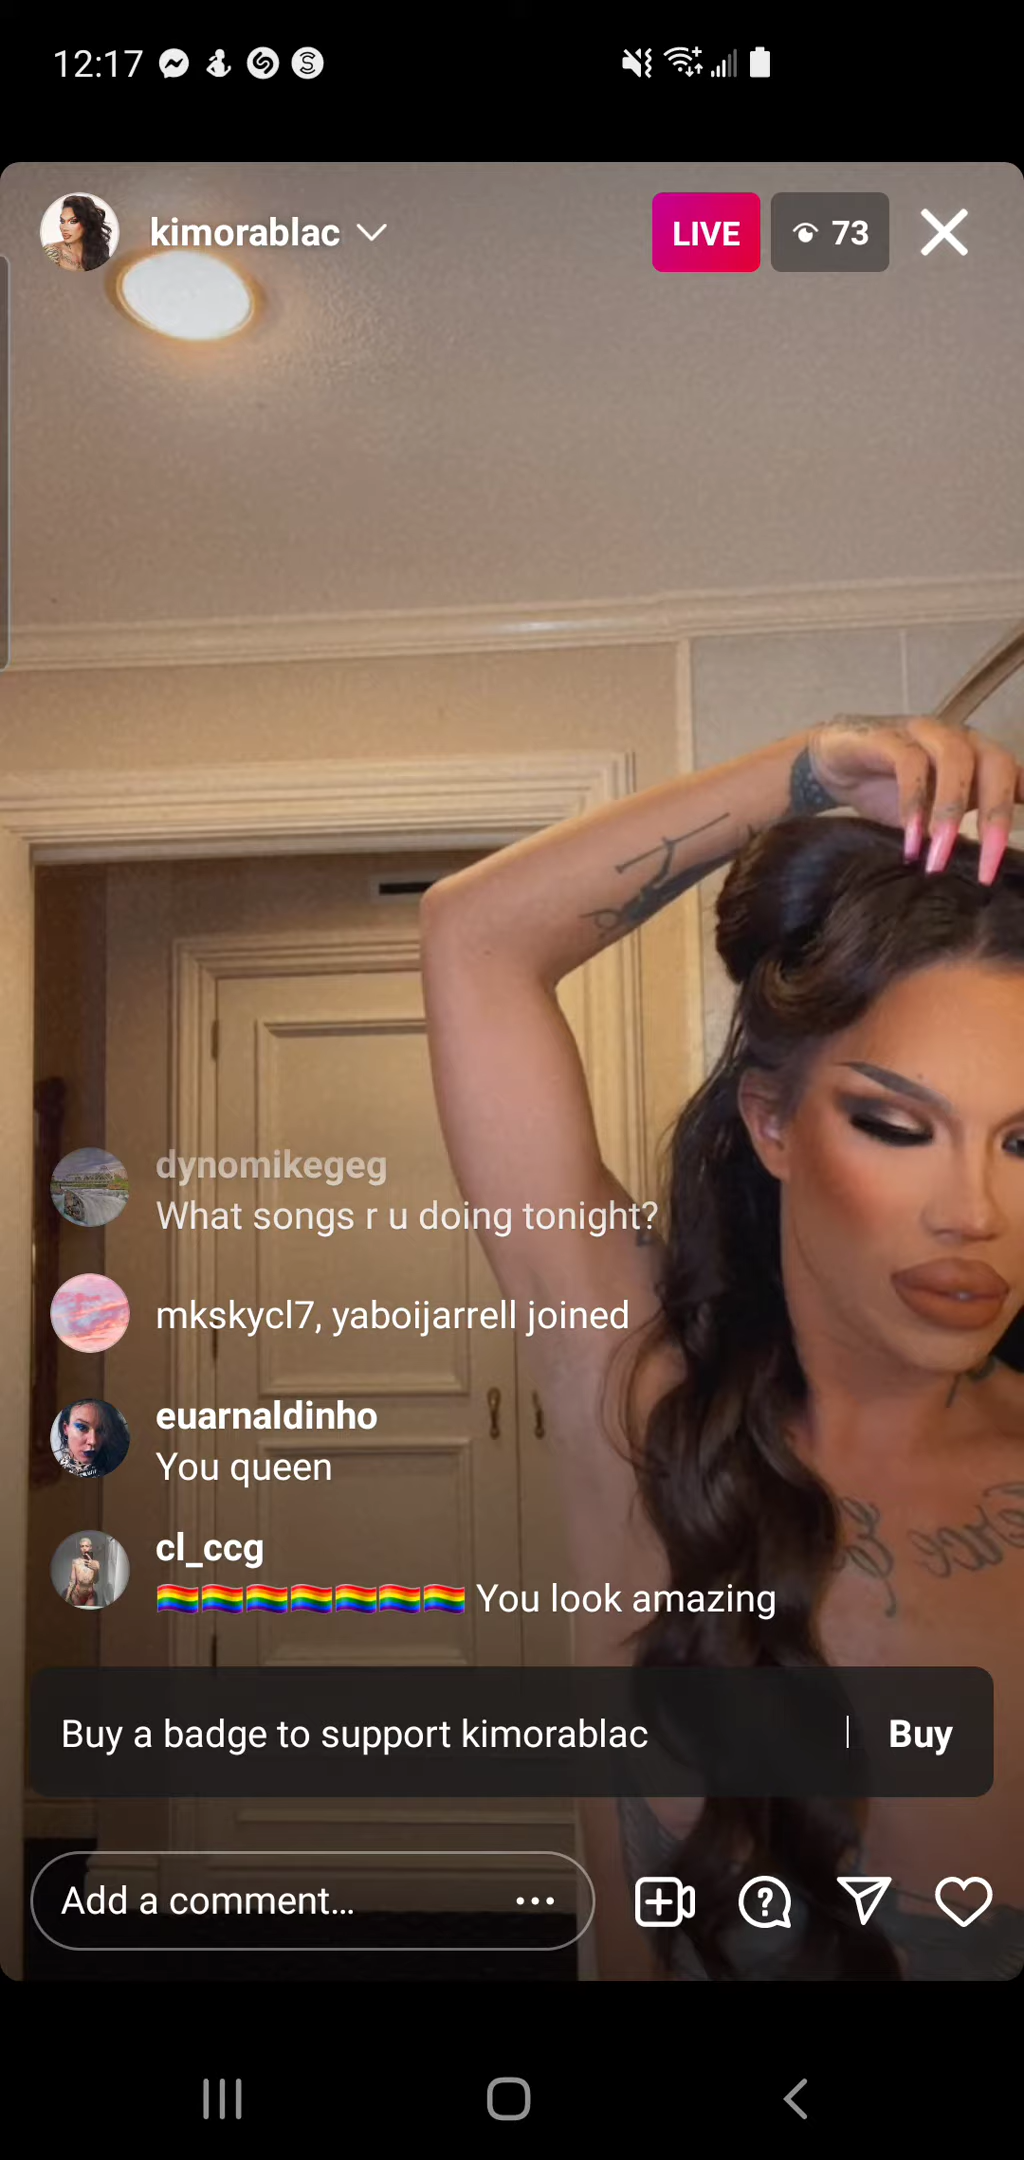 12:17
kimorablac
LIVE
73
dynomikegeg
What songs r u doing tonight?
mkskycl7, yaboijarrell joined
euarnaldinho
You queen
cl_ccg
🏳️‍🌈🏳️‍🌈🏳️‍🌈🏳️‍🌈🏳️‍🌈🏳️‍🌈🏳️‍🌈 You look amazing
Buy a badge to support kimorablac | Buy
Add a comment...